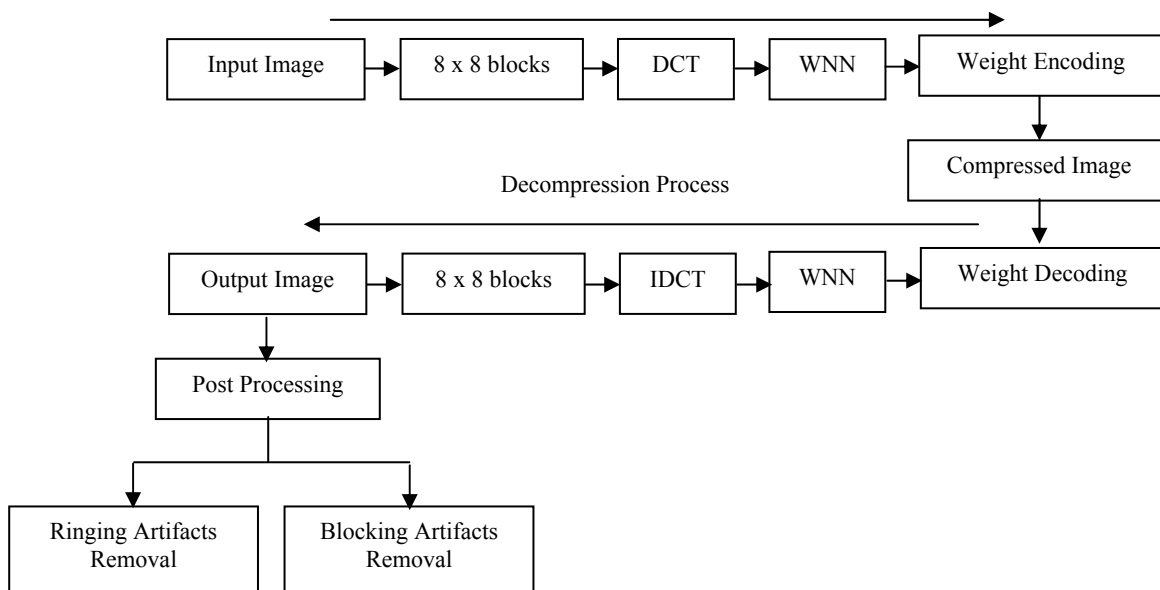 Input Image
8 x 8 blocks
DCT
WNN
Weight Encoding
Compressed Image
Decompression Process
Output Image
8 x 8 blocks
IDCT
WNN
Weight Decoding
Post Processing
Ringing Artifacts
Removal
Blocking Artifacts
Removal